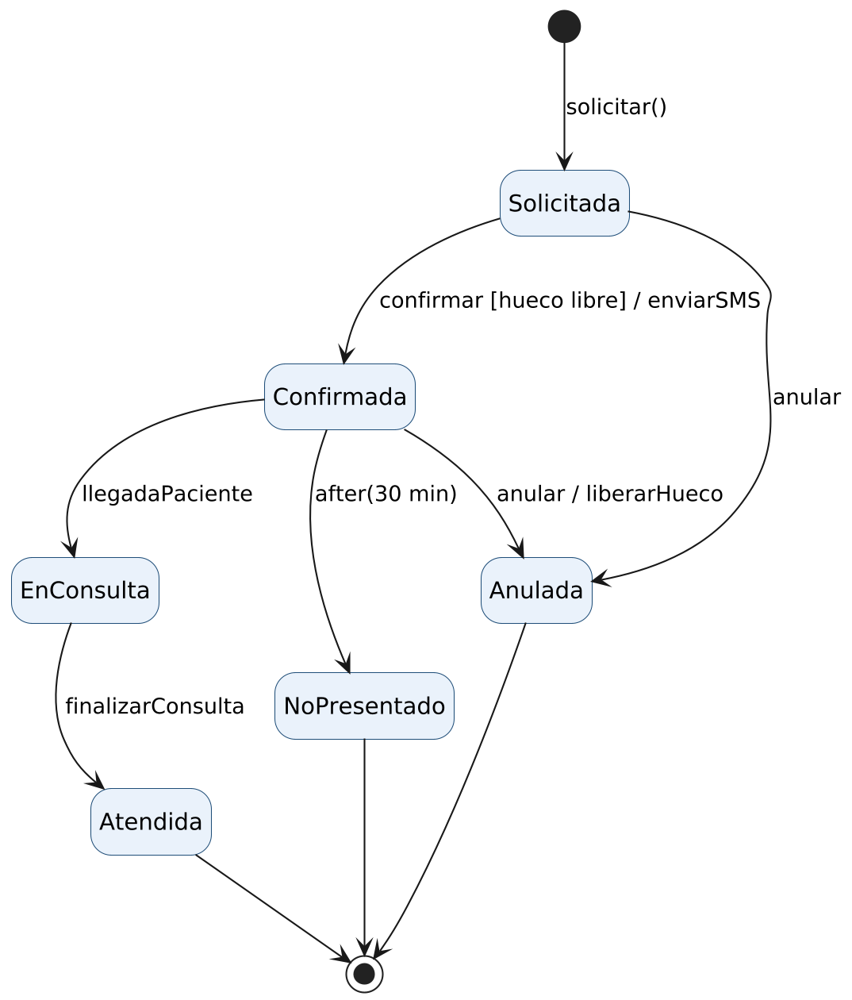 solicitar()
Solicitada
confirmar [hueco libre] / enviarSMS
Confirmada
anular
llegadaPaciente
after(30 min)
anular / liberarHueco
EnConsulta
Anulada
finalizarConsulta
NoPresentado
Atendida